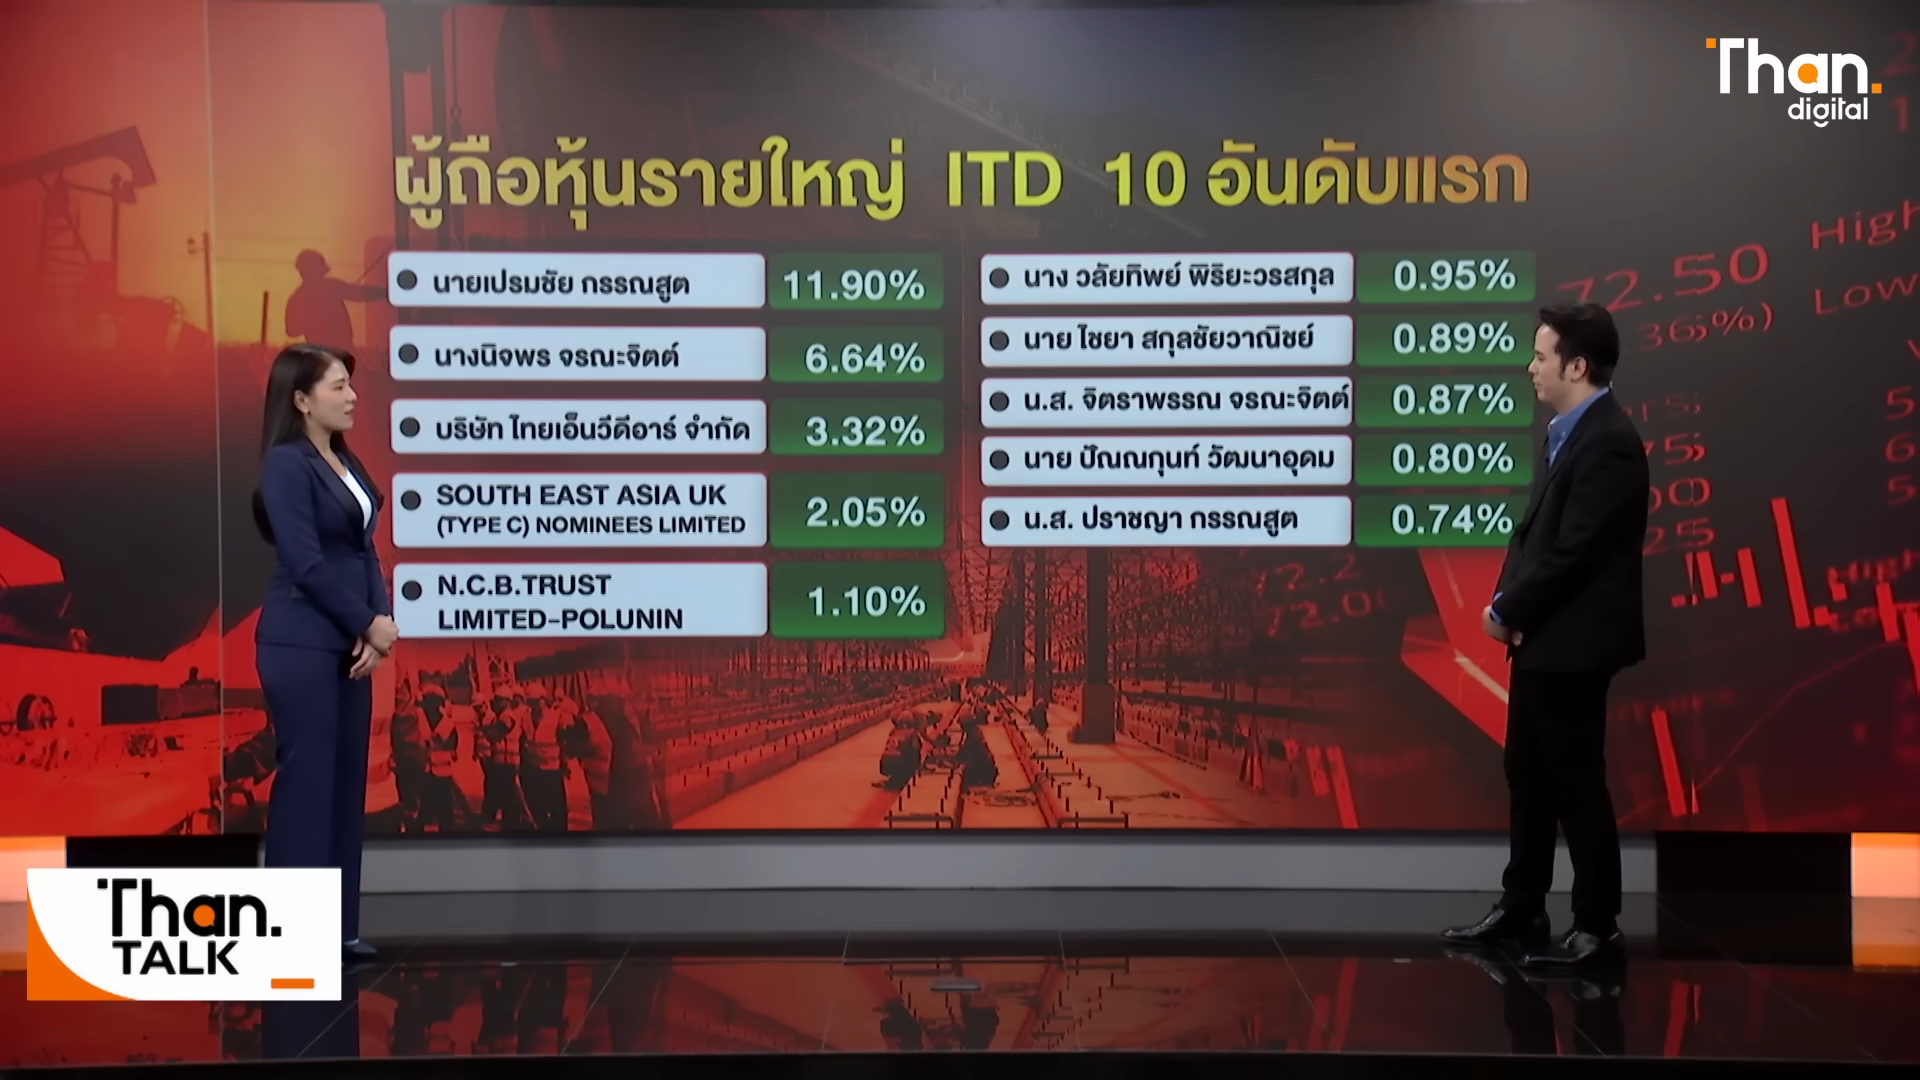 Than.
digital
ผู้ถือหุ้นรายใหญ่ ITD 10 อันดับแรก
นายเปรมชัย กรรณสูต 11.90%
นางนิจพร จรณะจิตต์ 6.64%
บริษัท ไทยเอ็นวีดีอาร์ จำกัด 3.32%
SOUTH EAST ASIA UK
(TYPE C) NOMINEES LIMITED 2.05%
N.C.B.TRUST
LIMITED-POLUNIN 1.10%
นาง วลัยทิพย์ พิริยะวรสกุล 0.95%
นาย ไชยา สกุลชัยวาณิชย์ 0.89%
น.ส. จิตราพรรณ จรณะจิตต์ 0.87%
นาย ปัณณกุนท์ วัฒนาอุดม 0.80%
น.ส. ปราชญา กรรณสูต 0.74%
High
72.50
Low
Than.
TALK